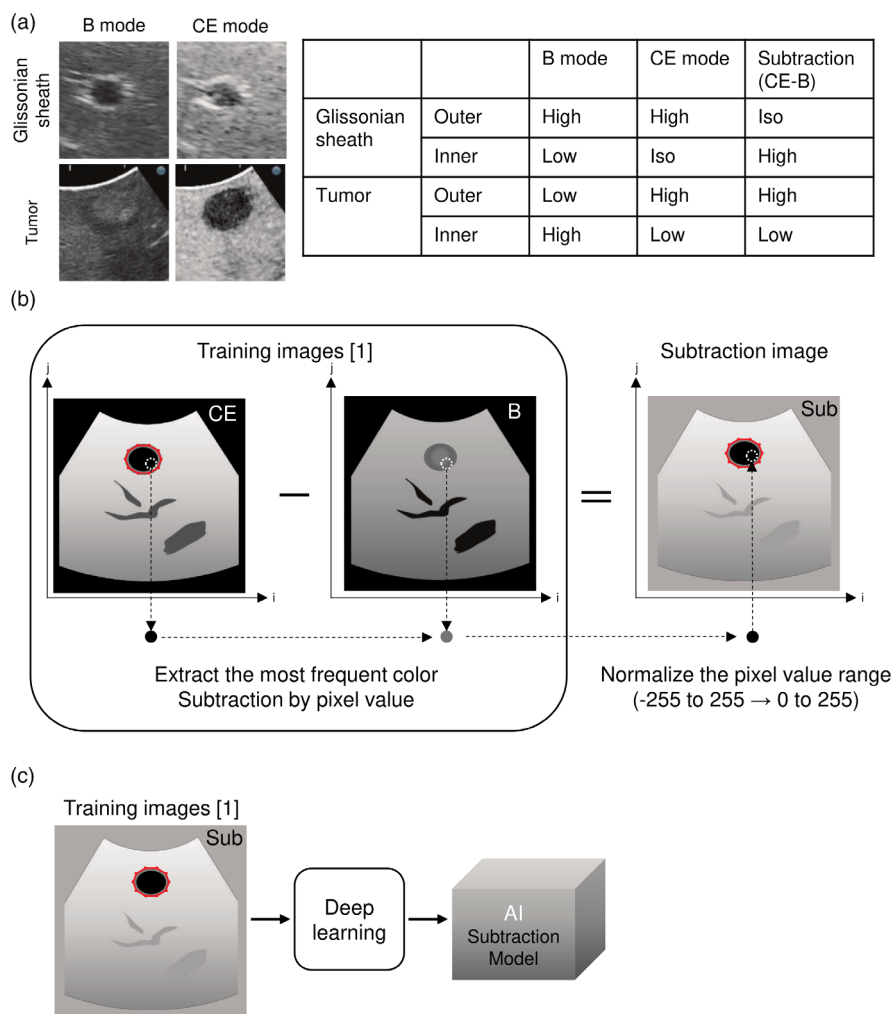 (a)
B mode
CE mode
Glissonian
sheath
Tumor
B mode
CE mode
Subtraction
(CE-B)
Glissonian
sheath
Outer
High
High
Iso
Inner
Low
Iso
High
Tumor
Outer
Low
High
High
Inner
High
Low
Low
(b)
Training images [1]
Subtraction image
j
CE
i
j
B
i
j
Sub
i
Extract the most frequent color
Subtraction by pixel value
Normalize the pixel value range
(-255 to 255 → 0 to 255)
(c)
Training images [1]
Sub
Deep
learning
AI
Subtraction
Model